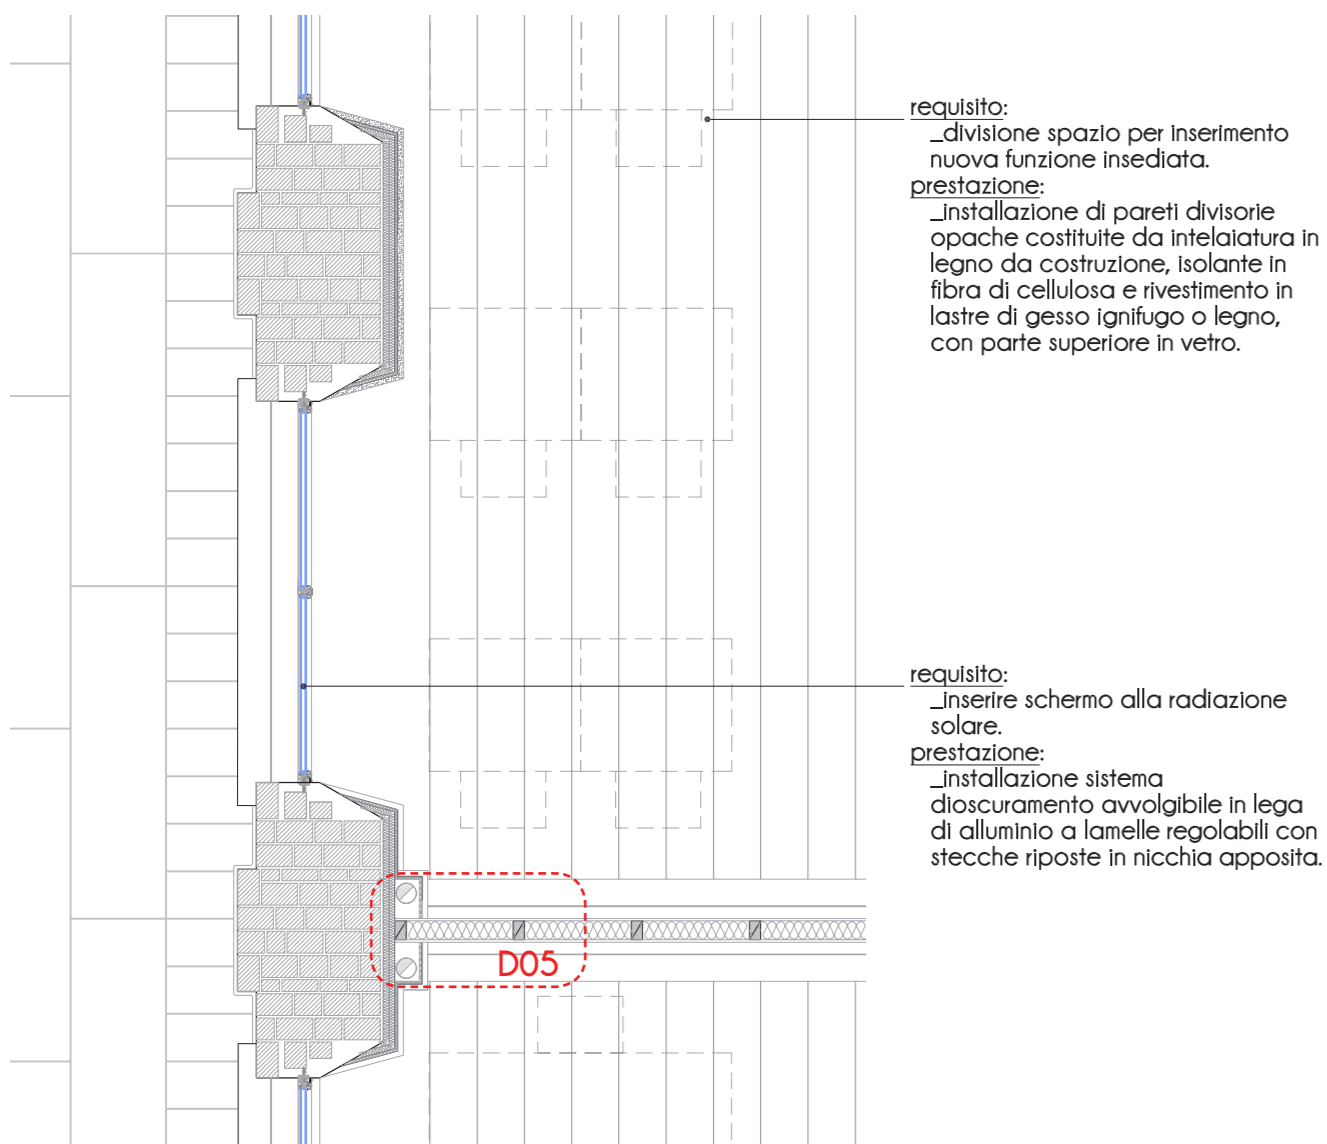 requisito:
_divisione spazio per inserimento
nuova funzione insediata.
prestazione:
_installazione di pareti divisorie
opache costituite da intelaiatura in
legno da costruzione, isolante in
fibra di cellulosa e rivestimento in
lastre di gesso ignifugo o legno,
con parte superiore in vetro.
requisito:
_inserire schermo alla radiazione
solare.
prestazione:
_installazione sistema
dioscuramento avvolgibile in lega
di alluminio a lamelle regolabili con
stecche riposte in nicchia apposita.
D05